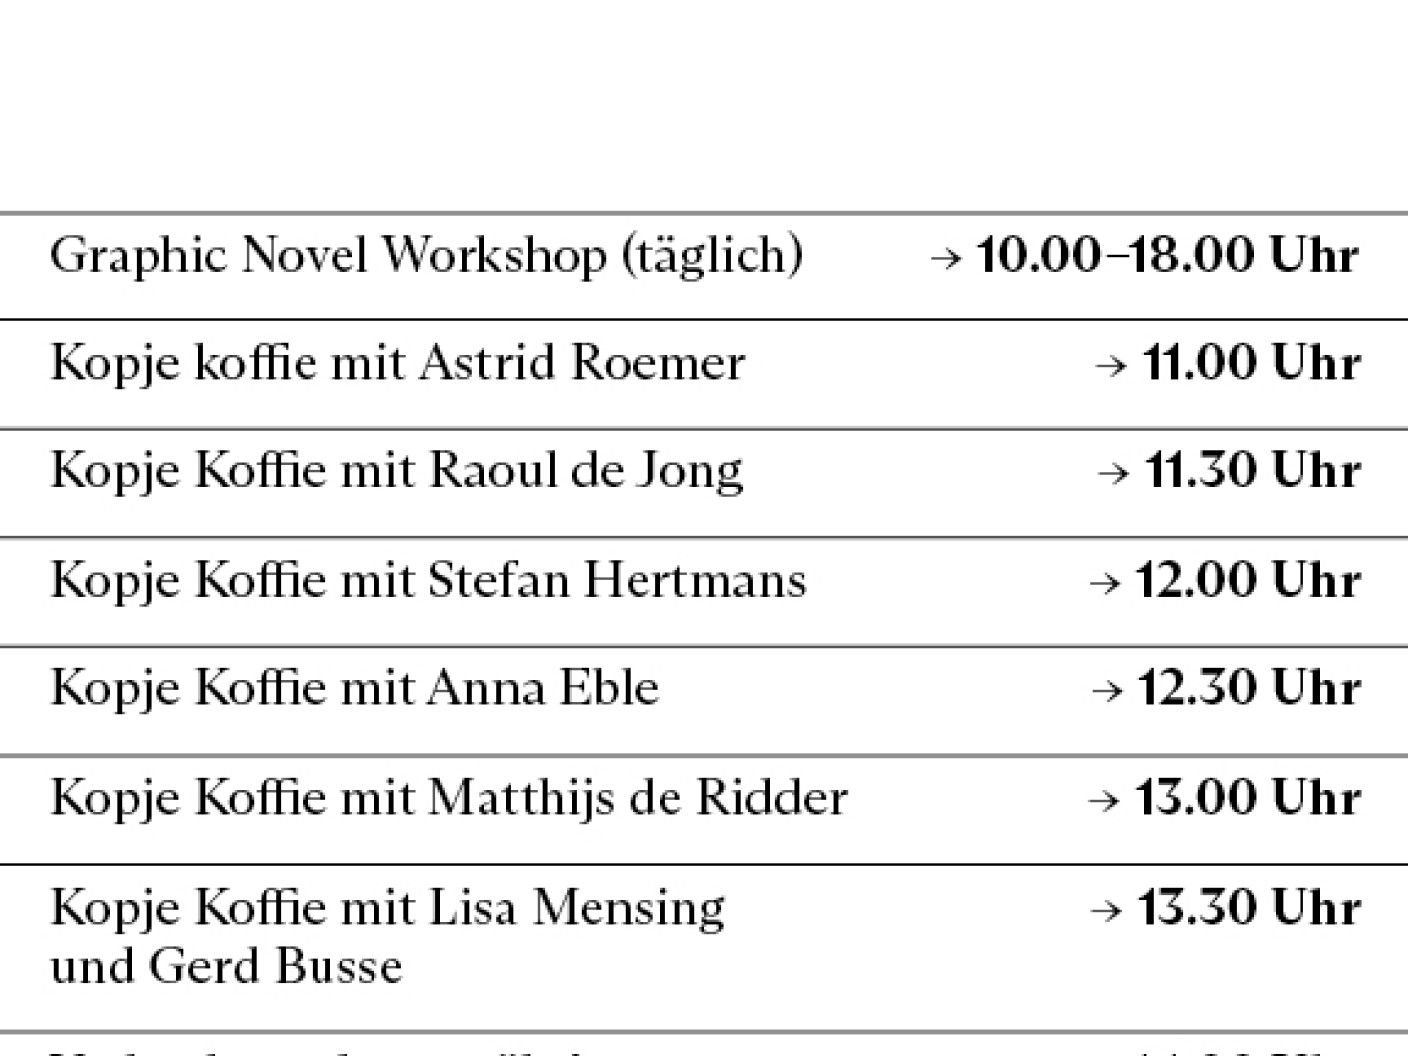 Graphic Novel Workshop (täglich) → 10.00–18.00 Uhr
Kopje koffie mit Astrid Roemer → 11.00 Uhr
Kopje Koffie mit Raoul de Jong → 11.30 Uhr
Kopje Koffie mit Stefan Hertmans → 12.00 Uhr
Kopje Koffie mit Anna Eble → 12.30 Uhr
Kopje Koffie mit Matthijs de Ridder → 13.00 Uhr
Kopje Koffie mit Lisa Mensing → 13.30 Uhr
und Gerd Busse